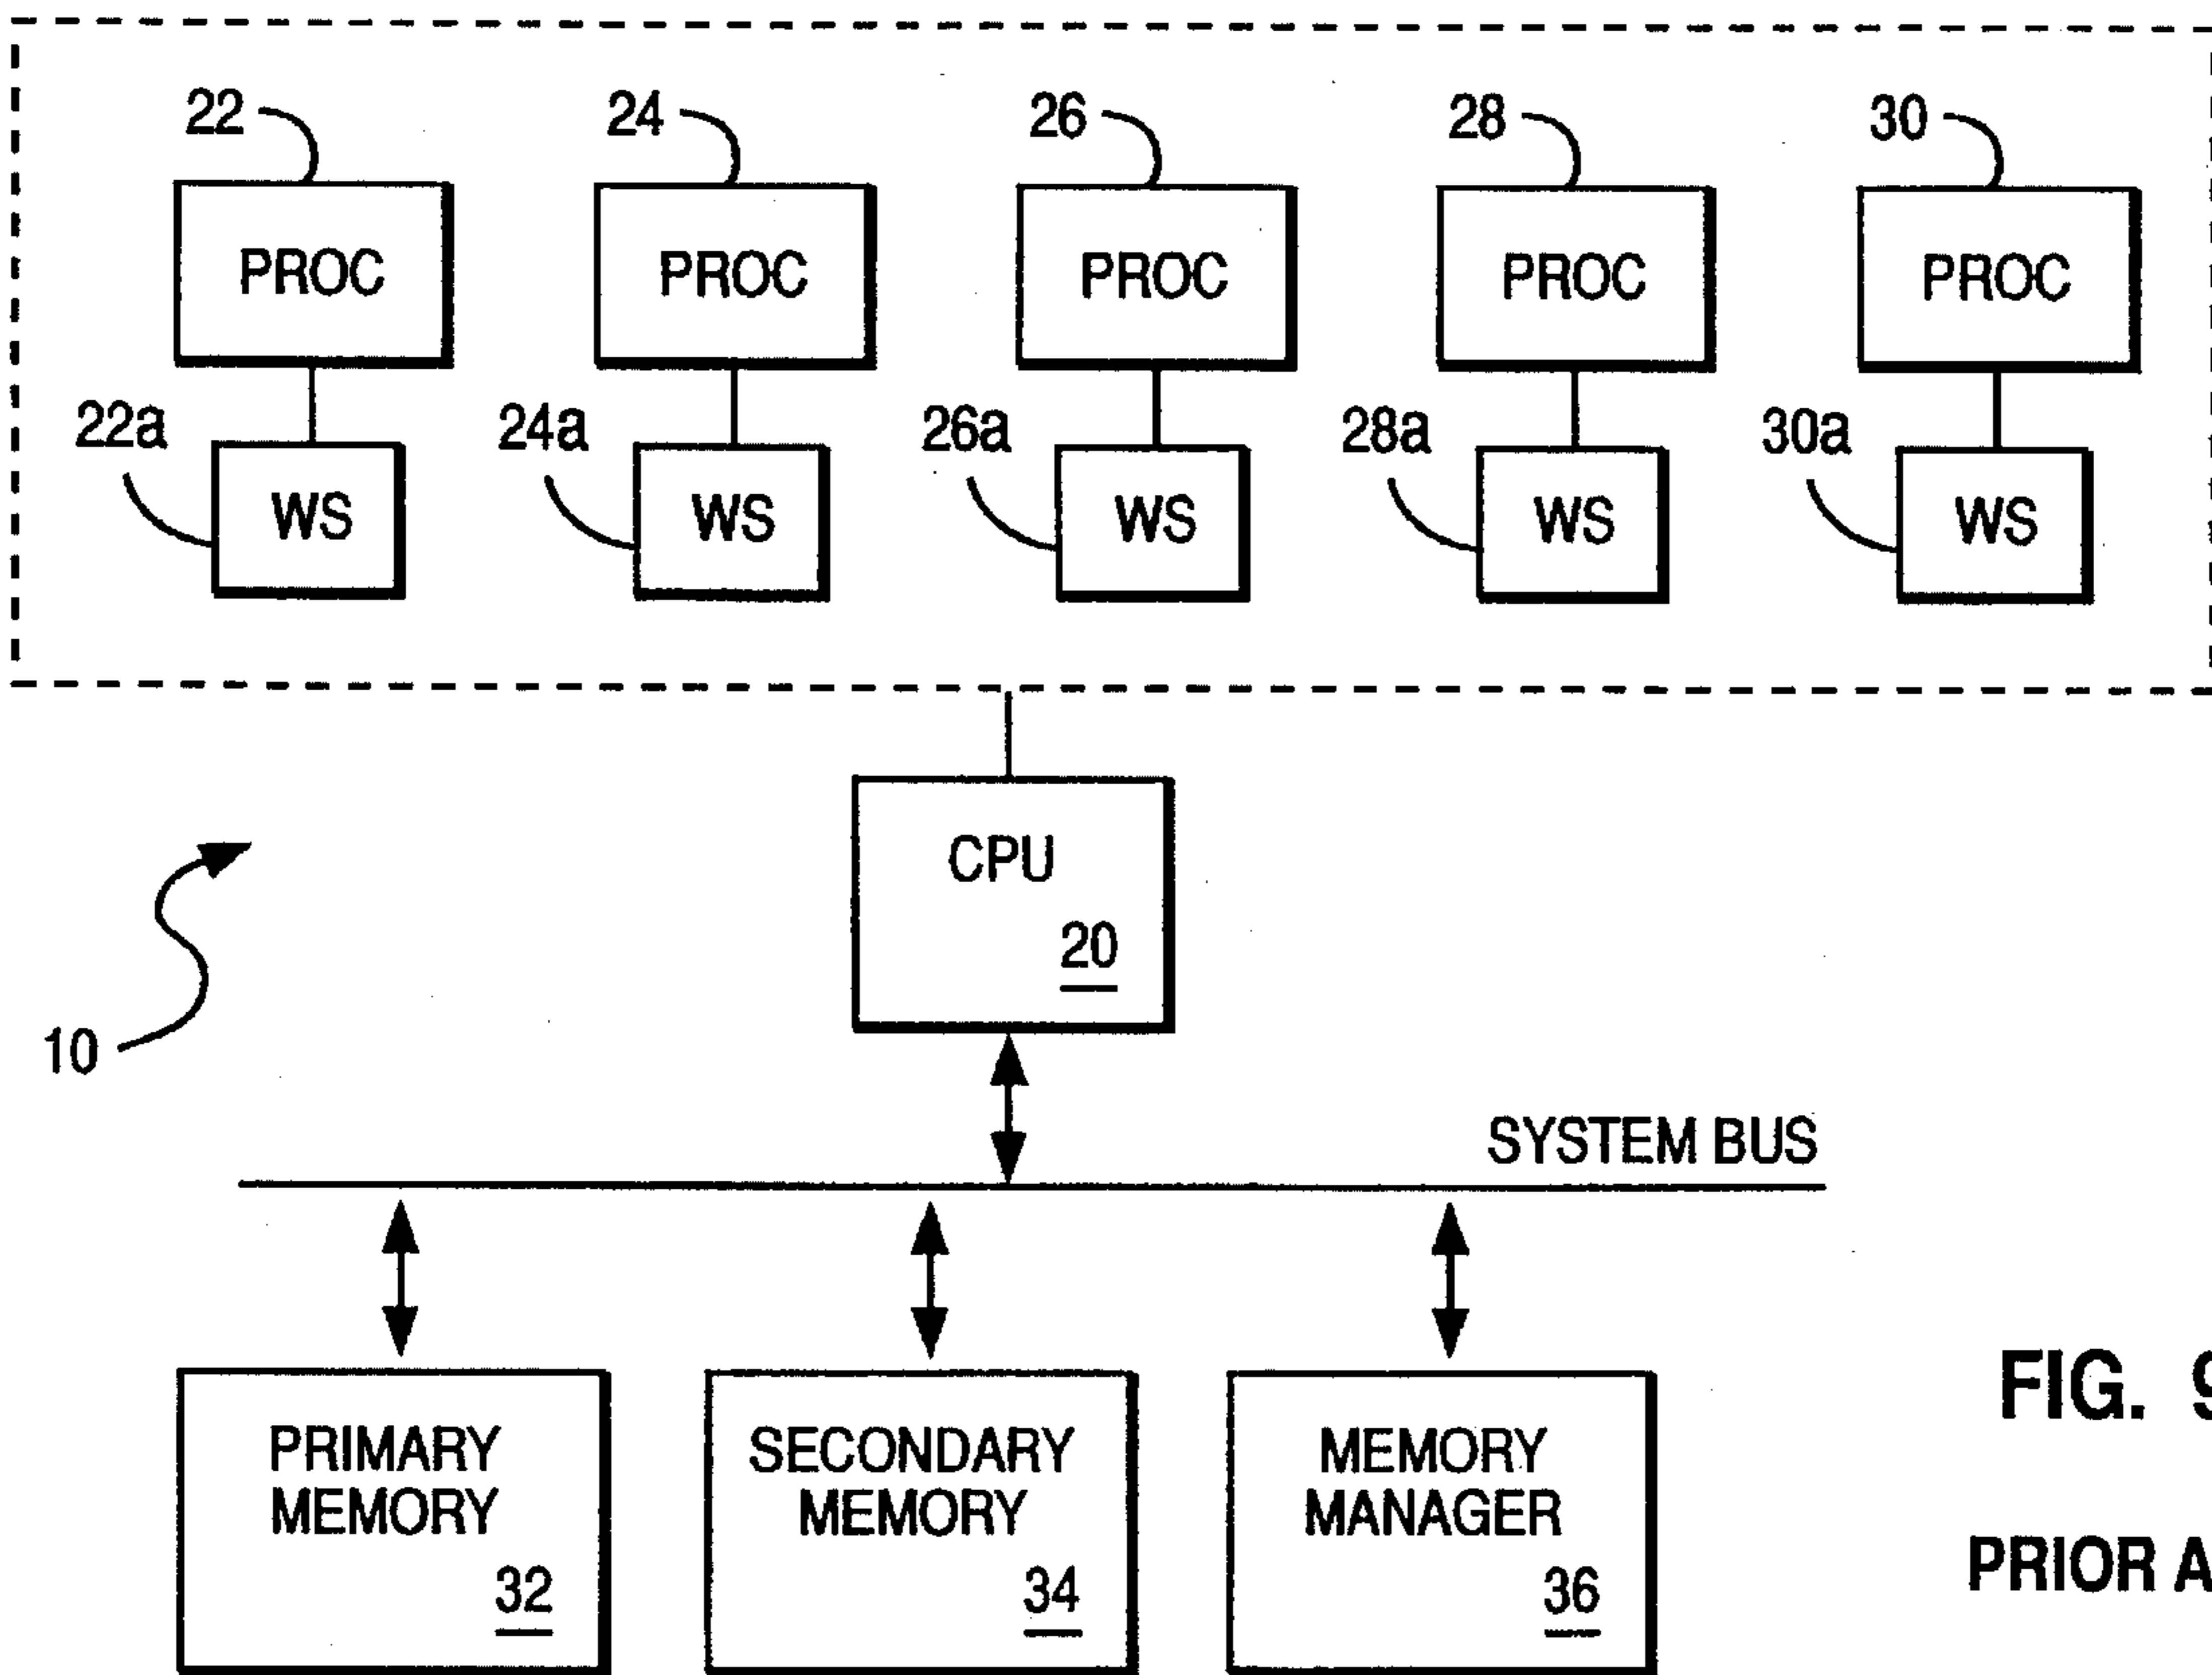 22 24 26 28 30
PROC PROC PROC PROC PROC
22a 24a 26a 28a 30a
WS WS WS WS WS
CPU
20
10
SYSTEM BUS
PRIMARY
MEMORY
32
SECONDARY
MEMORY
34
MEMORY
MANAGER
36
FIG. 9
PRIOR